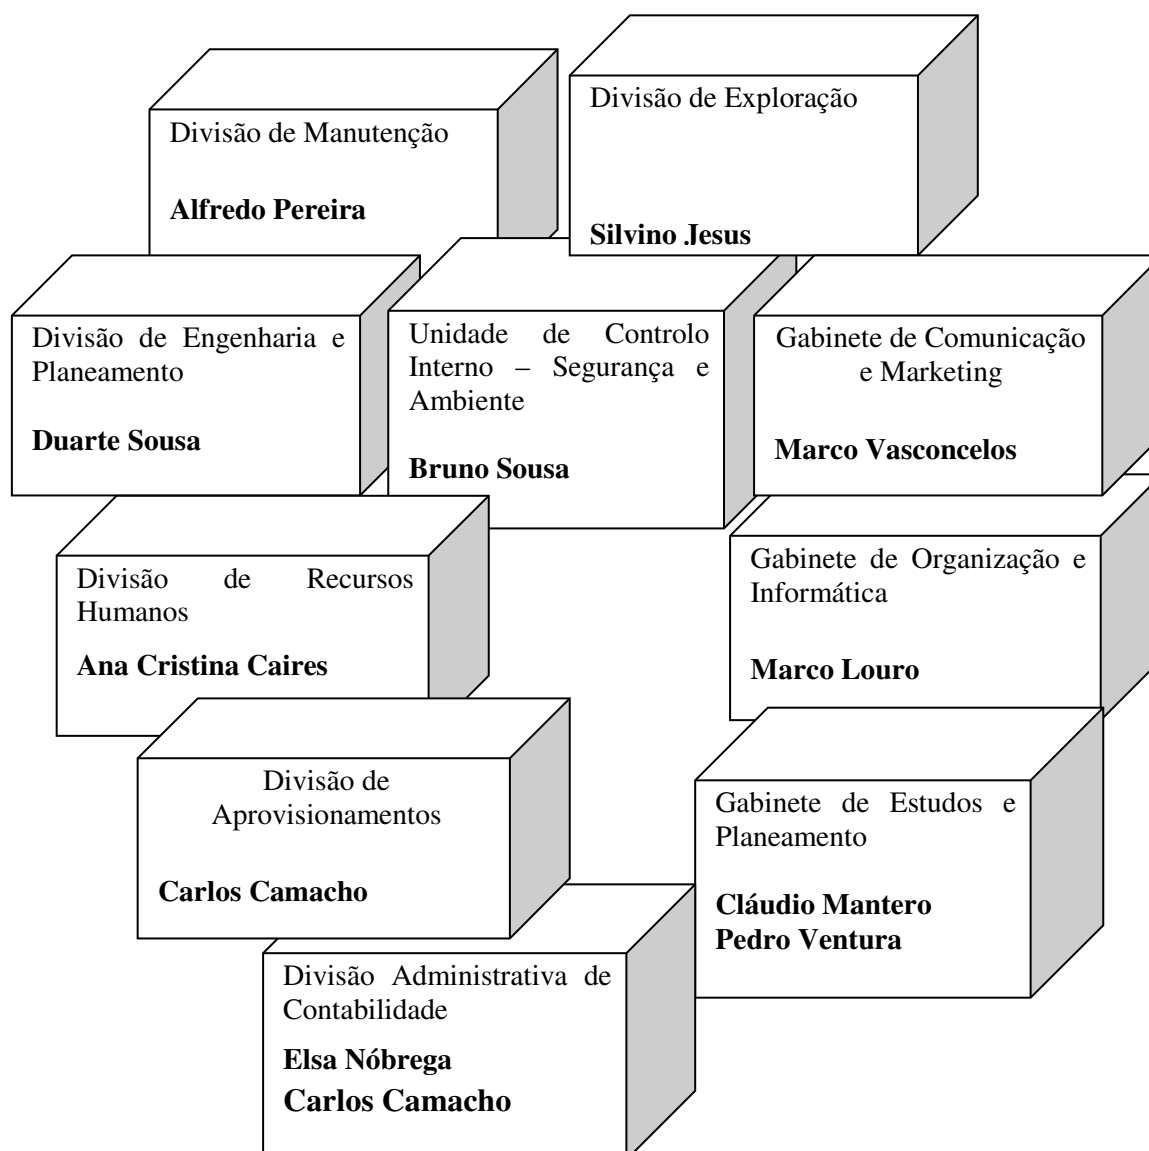 Divisão de Manutenção
Alfredo Pereira
Divisão de Exploração
Silvino Jesus
Divisão de Engenharia e
Planeamento
Duarte Sousa
Unidade de Controlo
Interno – Segurança e
Ambiente
Bruno Sousa
Gabinete de Comunicação
e Marketing
Marco Vasconcelos
Divisão de Recursos
Humanos
Ana Cristina Caires
Gabinete de Organização e
Informática
Marco Louro
Divisão de
Aprovisionamentos
Carlos Camacho
Gabinete de Estudos e
Planeamento
Cláudio Mantero
Pedro Ventura
Divisão Administrativa de
Contabilidade
Elsa Nóbrega
Carlos Camacho